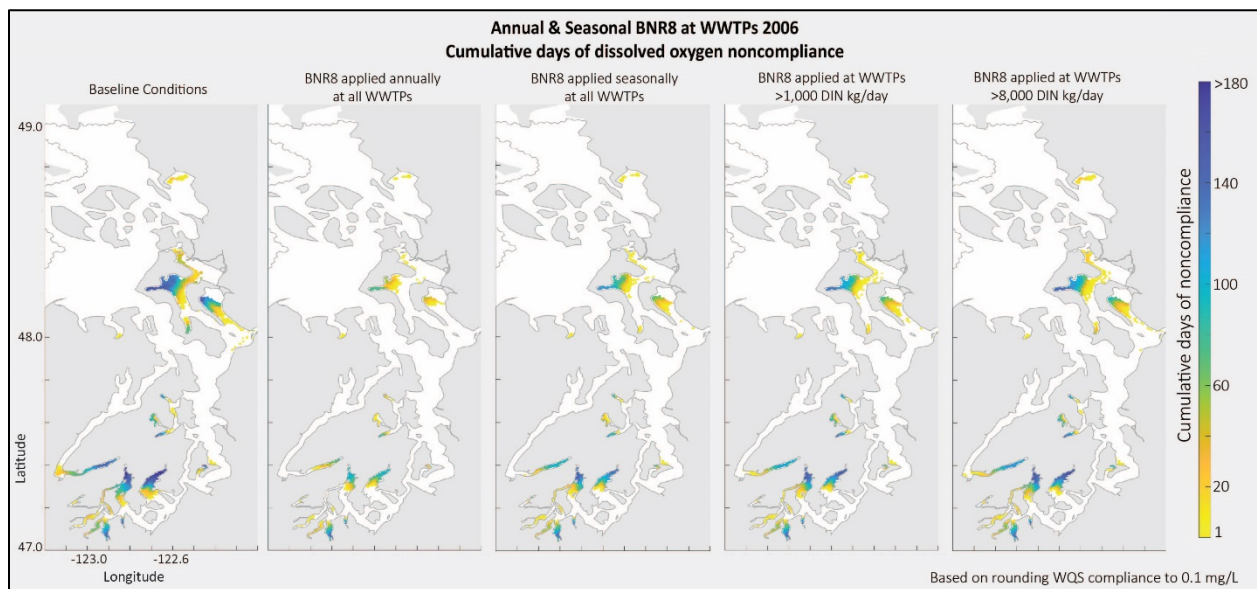 Annual & Seasonal BNR8 at WWTPs 2006
Cumulative days of dissolved oxygen noncompliance
Baseline Conditions
BNR8 applied annually
at all WWTPs
BNR8 applied seasonally
at all WWTPs
BNR8 applied at WWTPs
>1,000 DIN kg/day
BNR8 applied at WWTPs
>8,000 DIN kg/day
49.0
48.0
47.0
Latitude
-123.0
-122.6
Longitude
>180
140
100
60
20
1
Cumulative days of noncompliance
Based on rounding WQS compliance to 0.1 mg/L